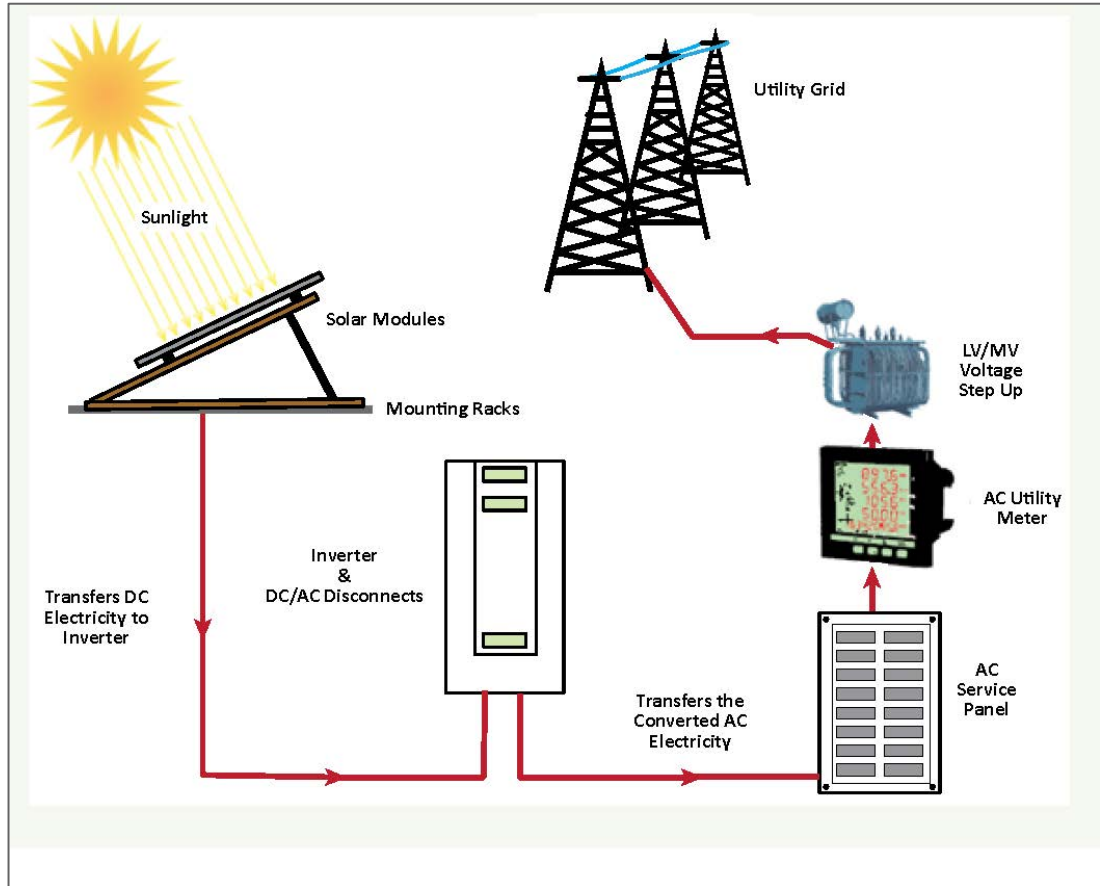 Sunlight
Solar Modules
Mounting Racks
Utility Grid
LV/MV
Voltage
Step Up
AC Utility
Meter
Inverter
&
DC/AC Disconnects
Transfers DC
Electricity to
Inverter
Transfers the
Converted AC
Electricity
AC
Service
Panel